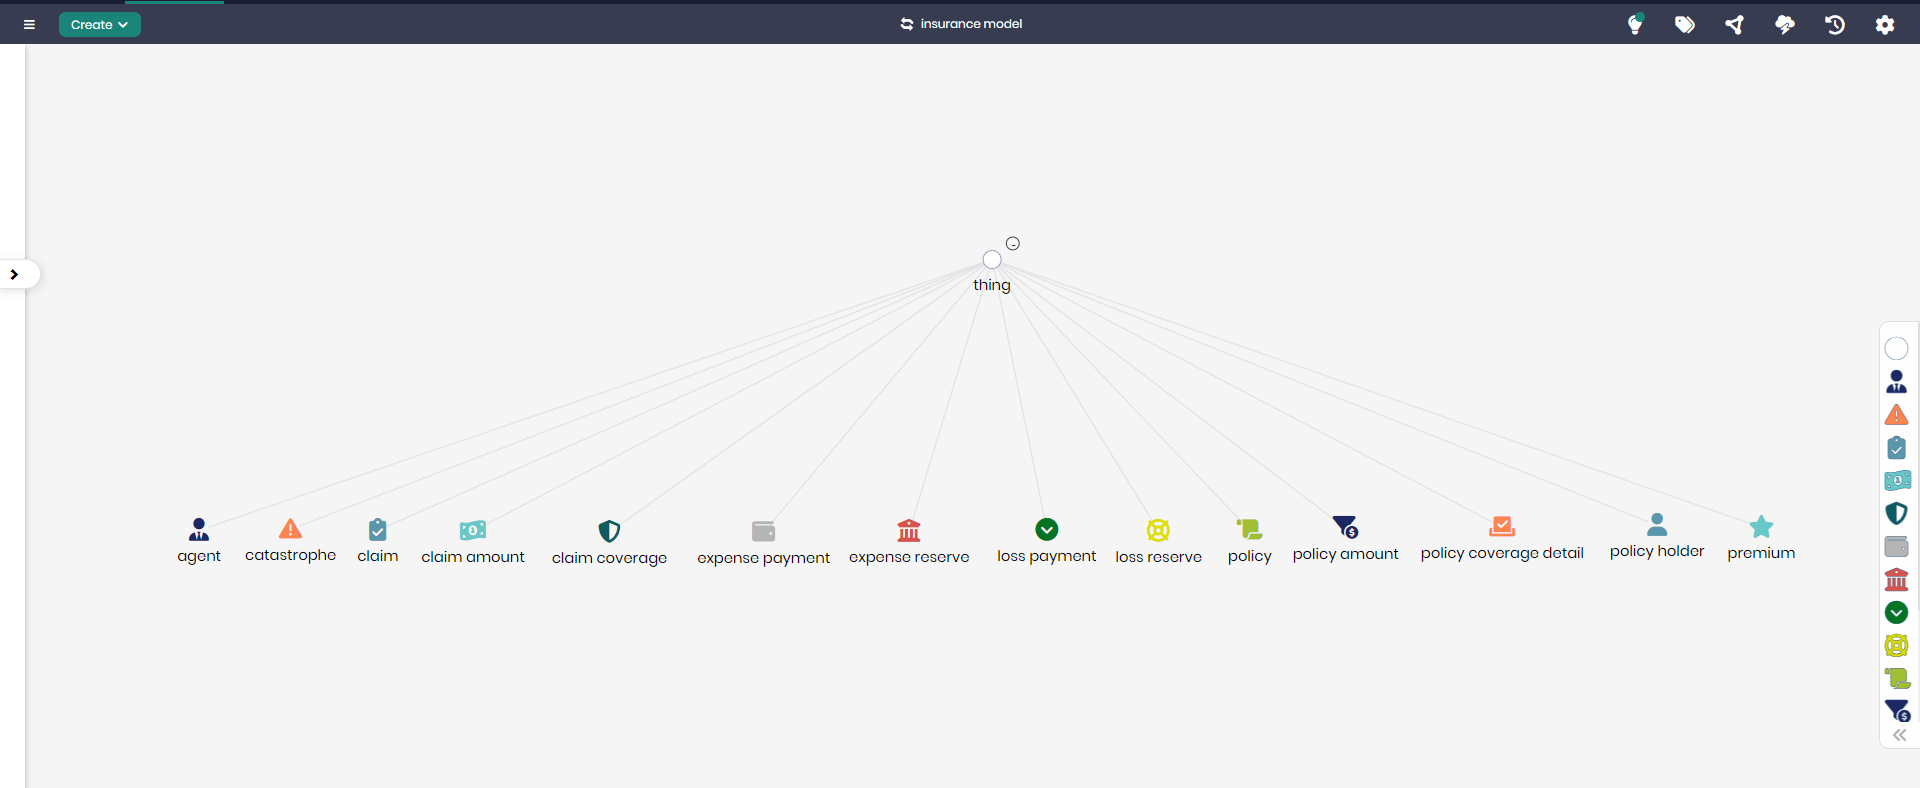 Create
insurance model
thing
agent
catastrophe
claim
claim amount
claim coverage
expense payment
expense reserve
loss payment
loss reserve
policy
policy amount
policy coverage detail
policy holder
premium